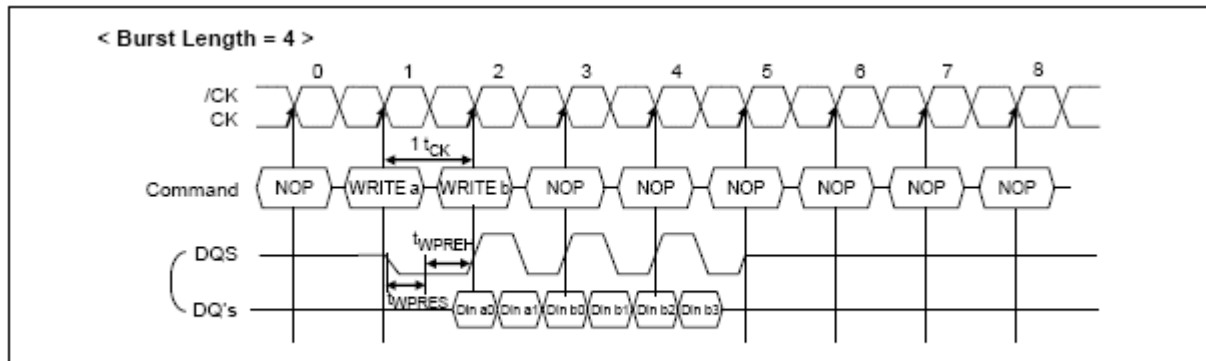 < Burst Length = 4 >
0 1 2 3 4 5 6 7 8
/CK
CK
1 tCK
Command NOP WRITE a WRITE b NOP NOP NOP NOP NOP NOP
tWPREH
DQS
tWPRES
DQ's Din a0 Din a1 Din b0 Din b1 Din b2 Din b3